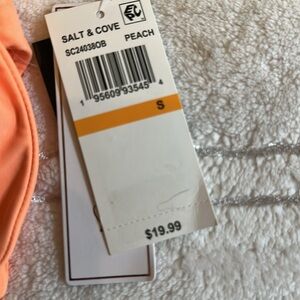 SALT & COVE
SC24038OB PEACH
1 95609 93545 4
S
$19.99